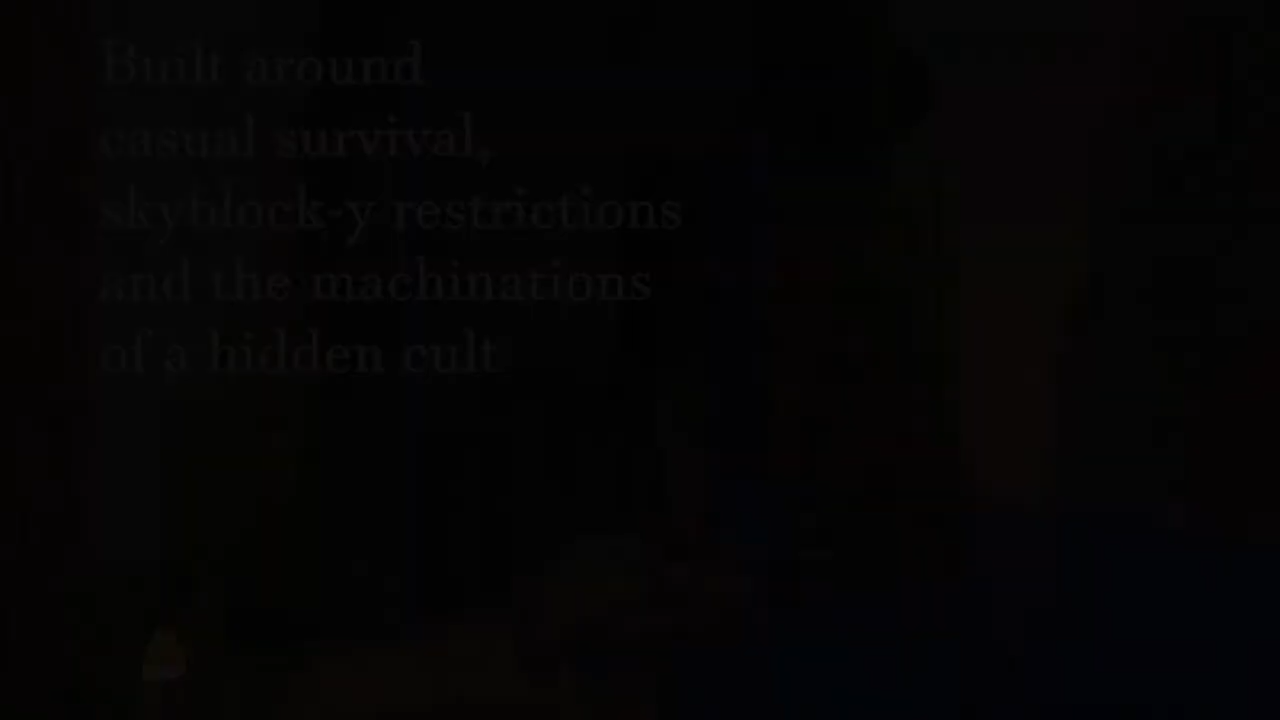 Built around
casual survival,
skyblock-y restrictions
and the machinations
of a hidden cult